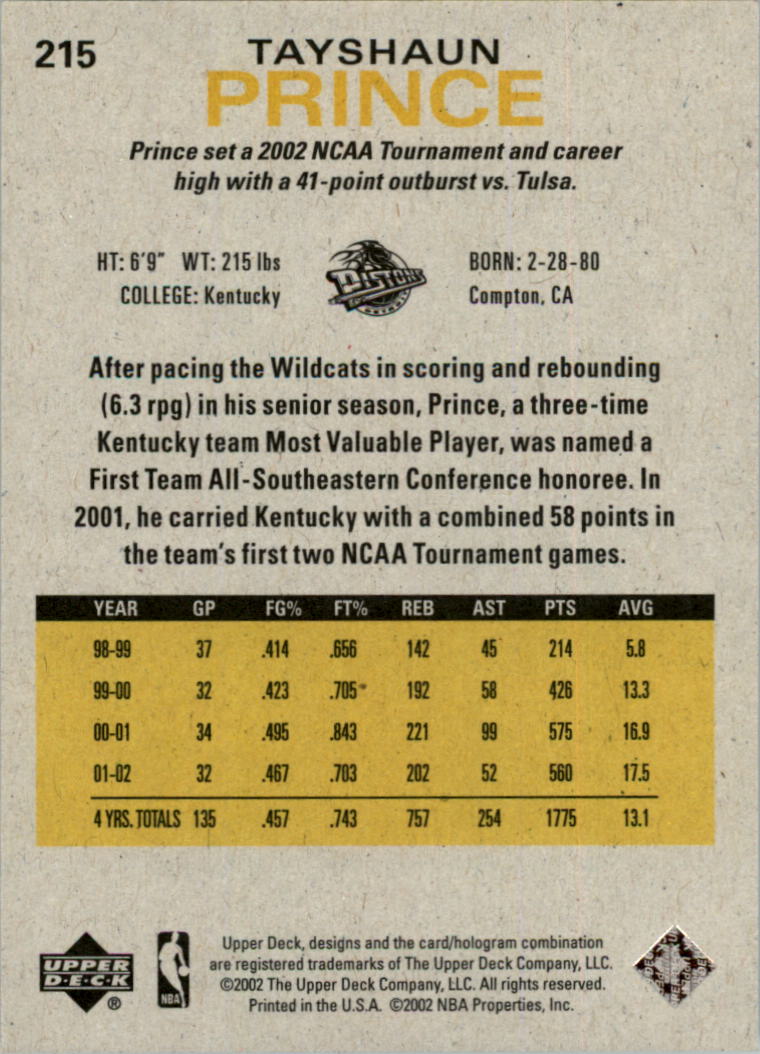 215
TAYSHAUN
PRINCE
Prince set a 2002 NCAA Tournament and career
high with a 41-point outburst vs. Tulsa.
HT: 6'9" WT: 215 lbs
COLLEGE: Kentucky
PISTONS
DETROIT
BORN: 2-28-80
Compton, CA
After pacing the Wildcats in scoring and rebounding
(6.3 rpg) in his senior season, Prince, a three-time
Kentucky team Most Valuable Player, was named a
First Team All-Southeastern Conference honoree. In
2001, he carried Kentucky with a combined 58 points in
the team's first two NCAA Tournament games.
YEAR GP FG% FT% REB AST PTS AVG
98-99 37 .414 .656 142 45 214 5.8
99-00 32 .423 .705 192 58 426 13.3
00-01 34 .495 .843 221 99 575 16.9
01-02 32 .467 .703 202 52 560 17.5
4 YRS. TOTALS 135 .457 .743 757 254 1775 13.1
UPPER
D·E·C·K
®
NBA
Upper Deck, designs and the card/hologram combination
are registered trademarks of The Upper Deck Company, LLC.
©2002 The Upper Deck Company, LLC. All rights reserved.
Printed in the U.S.A. ©2002 NBA Properties, Inc.